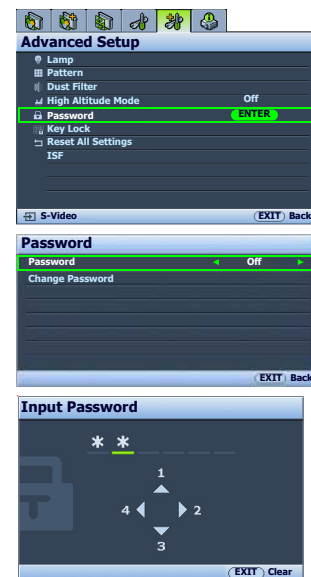 Advanced Setup
Lamp
Pattern
Dust Filter
High Altitude Mode Off
Password ENTER
Key Lock
Reset All Settings
ISF
S-Video EXIT Back
Password
Password Off
Change Password
EXIT Back
Input Password
* *
1
4 2
3
EXIT Clear